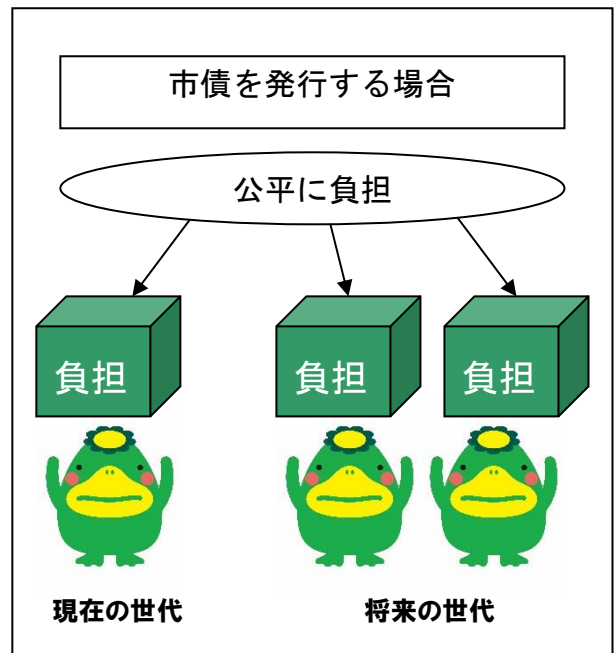 市債を発行する場合
公平に負担
負担
負担
負担
現在の世代
将来の世代